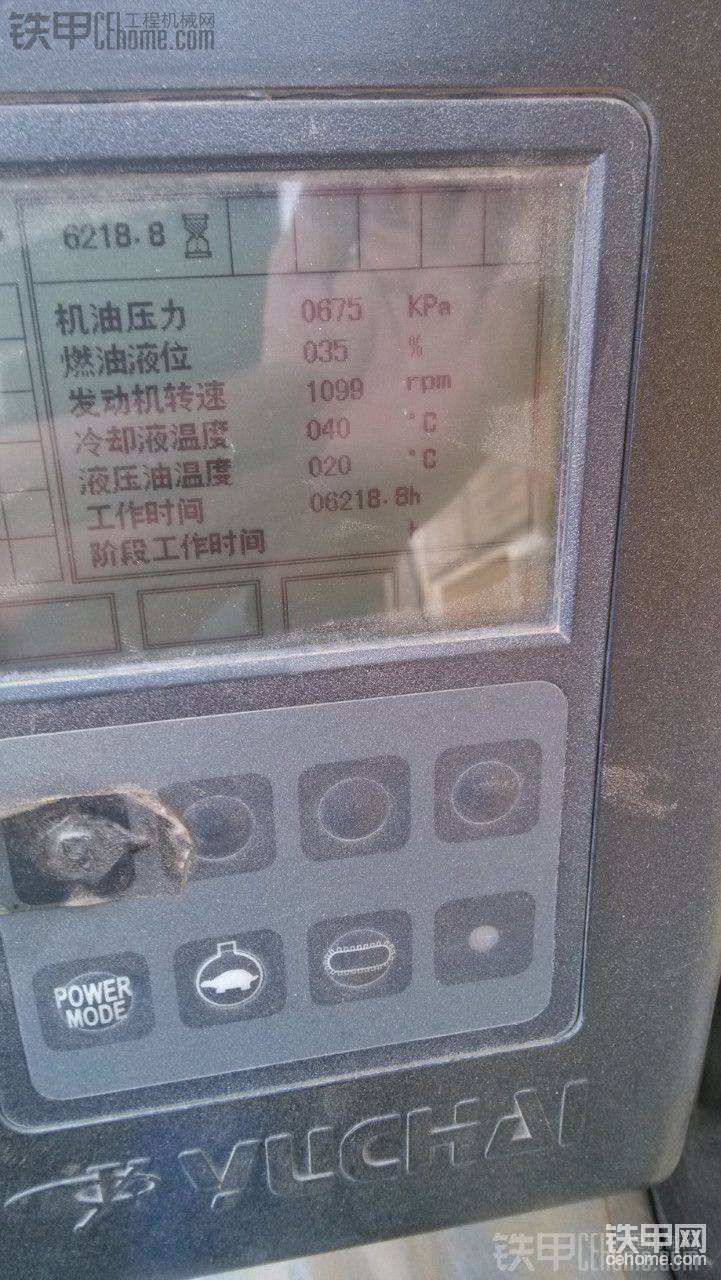 铁甲 工程机械网
CEhome.com
6218.8
机油压力 0675 KPa
燃油液位 035 %
发动机转速 1099 rpm
冷却液温度 040 °C
液压油温度 020 °C
工作时间 06218.8h
阶段工作时间 h
POWER
MODE
YUCHAI
铁甲网
cehome.com